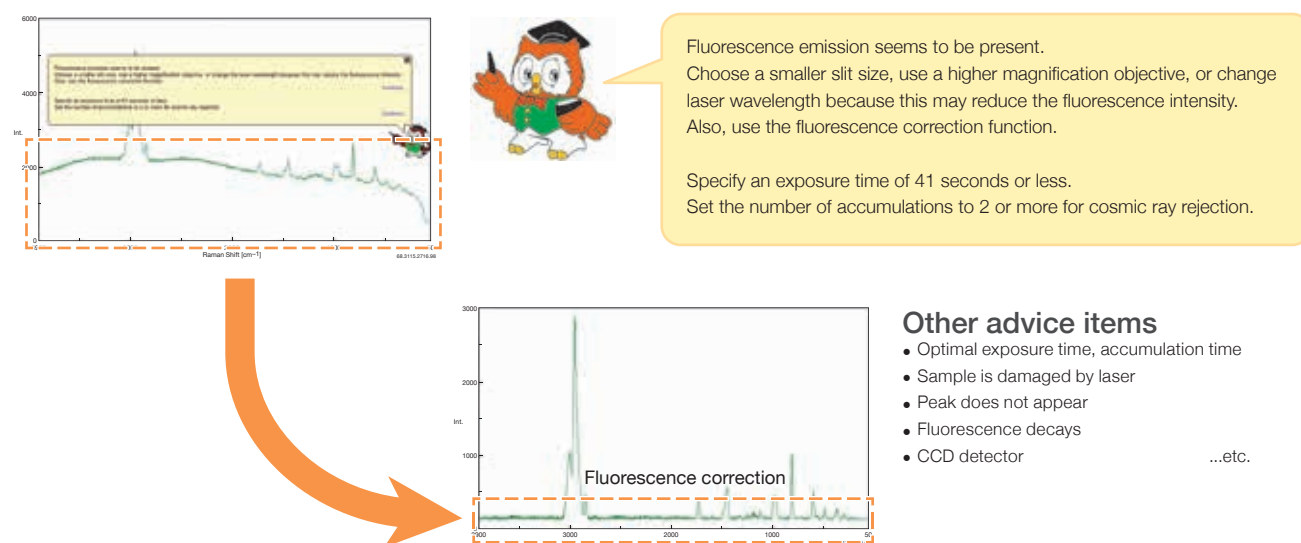 6000
4000
Int.
0
Raman Shift [cm−1]
Fluorescence emission seems to be present.
Choose a smaller slit size, use a higher magnification objective, or change
laser wavelength because this may reduce the fluorescence intensity.
Also, use the fluorescence correction function.
Specify an exposure time of 41 seconds or less.
Set the number of accumulations to 2 or more for cosmic ray rejection.
3000
2000
Int.
1000
Fluorescence correction
3000
2000
1000
Other advice items
• Optimal exposure time, accumulation time
• Sample is damaged by laser
• Peak does not appear
• Fluorescence decays
• CCD detector ...etc.